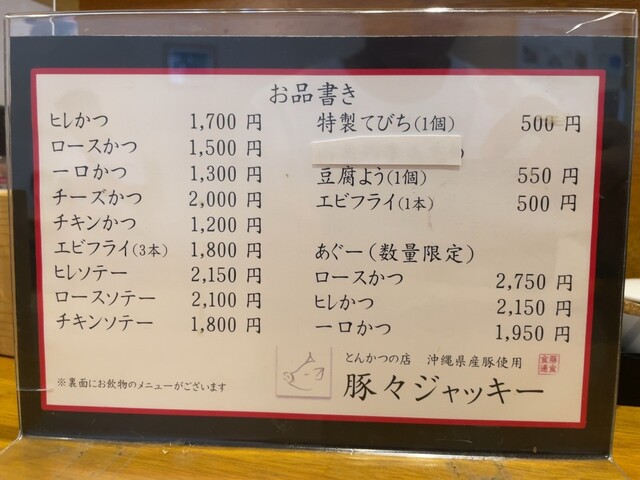 お品書き
ヒレかつ 1,700 円
ロースかつ 1,500 円
一口かつ 1,300 円
チーズかつ 2,000 円
チキンかつ 1,200 円
エビフライ(3本) 1,800 円
ヒレソテー 2,150 円
ロースソテー 2,100 円
チキンソテー 1,800 円
※裏面にお飲物のメニューがございます
特製てびち(1個) 500 円
豆腐よう(1個) 550 円
エビフライ(1本) 500 円
あぐー(数量限定)
ロースかつ 2,750 円
ヒレかつ 2,150 円
一口かつ 1,950 円
とんかつの店 沖縄県産豚使用
豚々ジャッキー